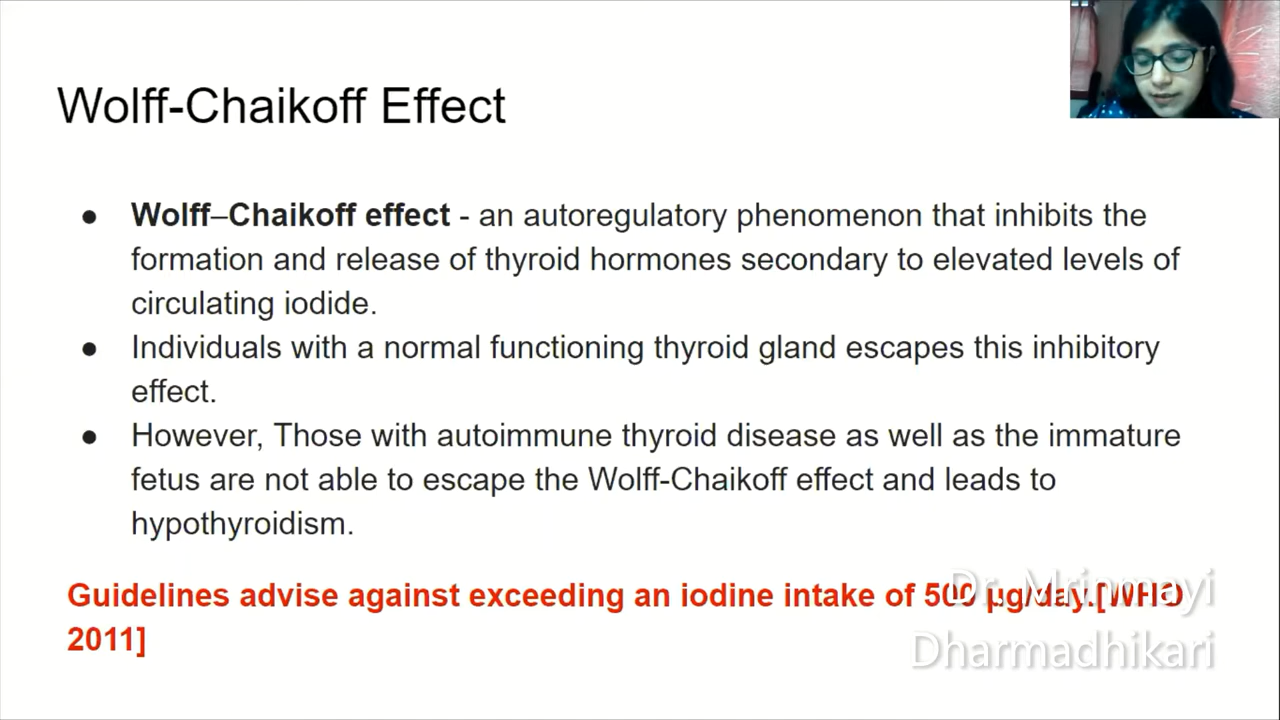 Wolff-Chaikoff Effect
● Wolff–Chaikoff effect - an autoregulatory phenomenon that inhibits the
formation and release of thyroid hormones secondary to elevated levels of
circulating iodide.
● Individuals with a normal functioning thyroid gland escapes this inhibitory
effect.
● However, Those with autoimmune thyroid disease as well as the immature
fetus are not able to escape the Wolff-Chaikoff effect and leads to
hypothyroidism.
Guidelines advise against exceeding an iodine intake of 500 µg/day.[WHO
2011]
Dr. Mrinmayi
Dharmadhikari